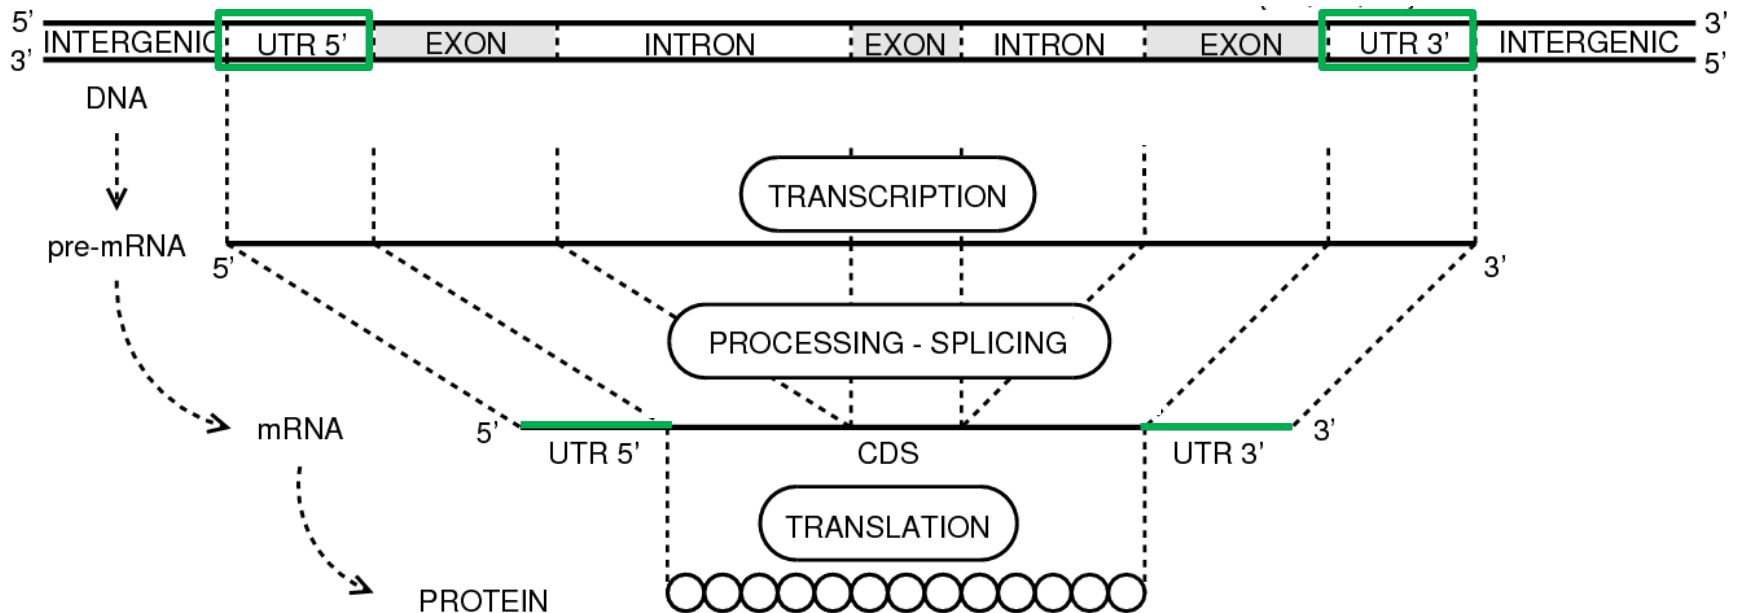 5’ 3’
INTERGENIC UTR 5’ EXON INTRON EXON INTRON EXON UTR 3’ INTERGENIC
3’ 5’
DNA
TRANSCRIPTION
pre-mRNA
5’ 3’
PROCESSING - SPLICING
mRNA 5’ 3’
UTR 5’ CDS UTR 3’
TRANSLATION
PROTEIN